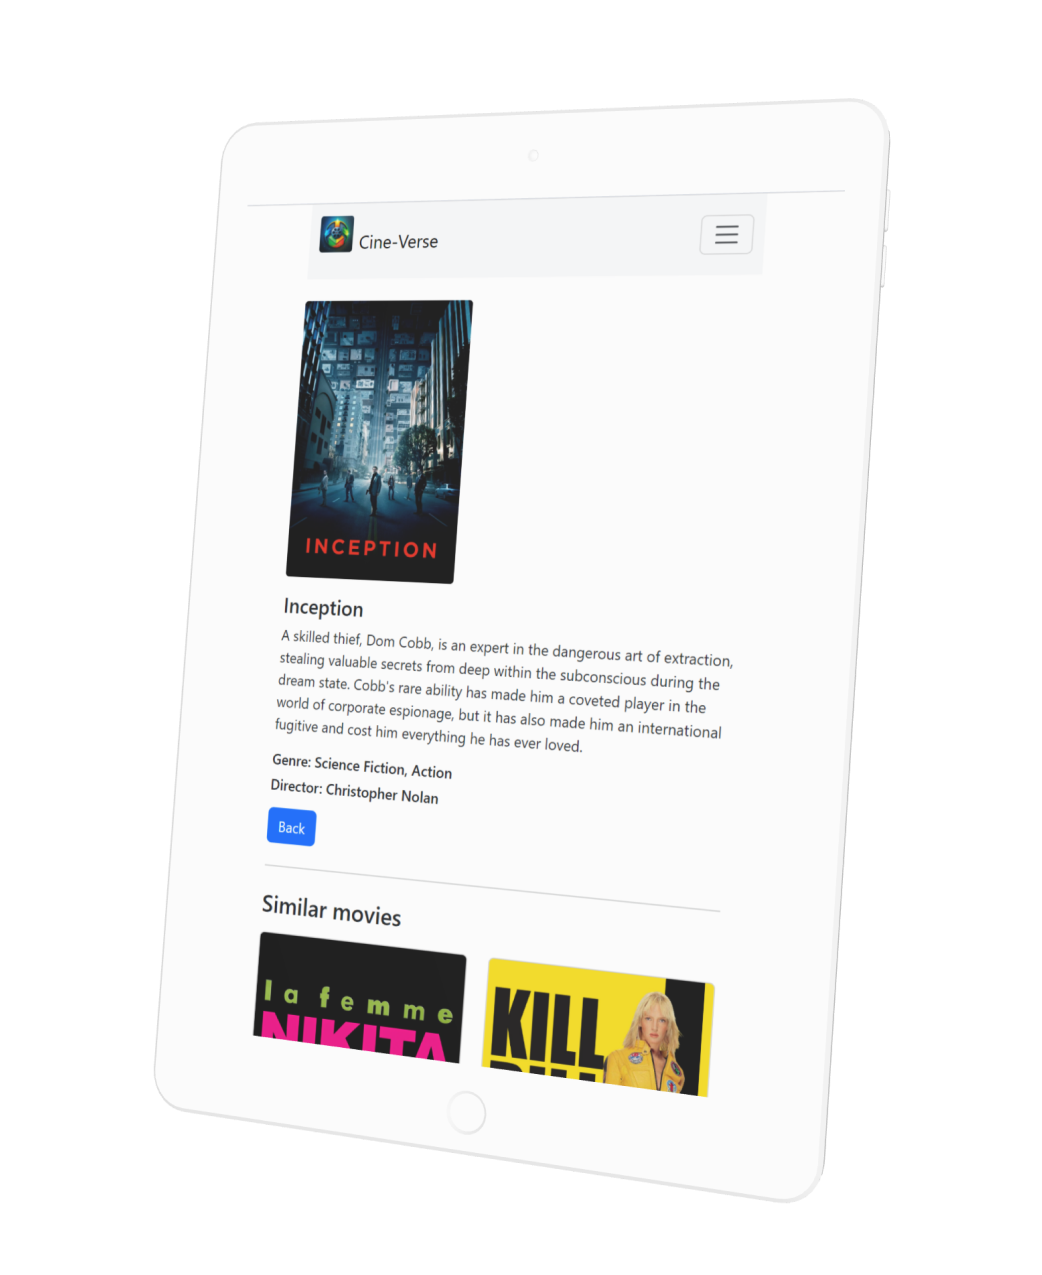 Cine-Verse
INCEPTION
Inception
A skilled thief, Dom Cobb, is an expert in the dangerous art of extraction,
stealing valuable secrets from deep within the subconscious during the
dream state. Cobb's rare ability has made him a coveted player in the
world of corporate espionage, but it has also made him an international
fugitive and cost him everything he has ever loved.
Genre: Science Fiction, Action
Director: Christopher Nolan
Back
Similar movies
la femme
NIKITA
KILL
BILL